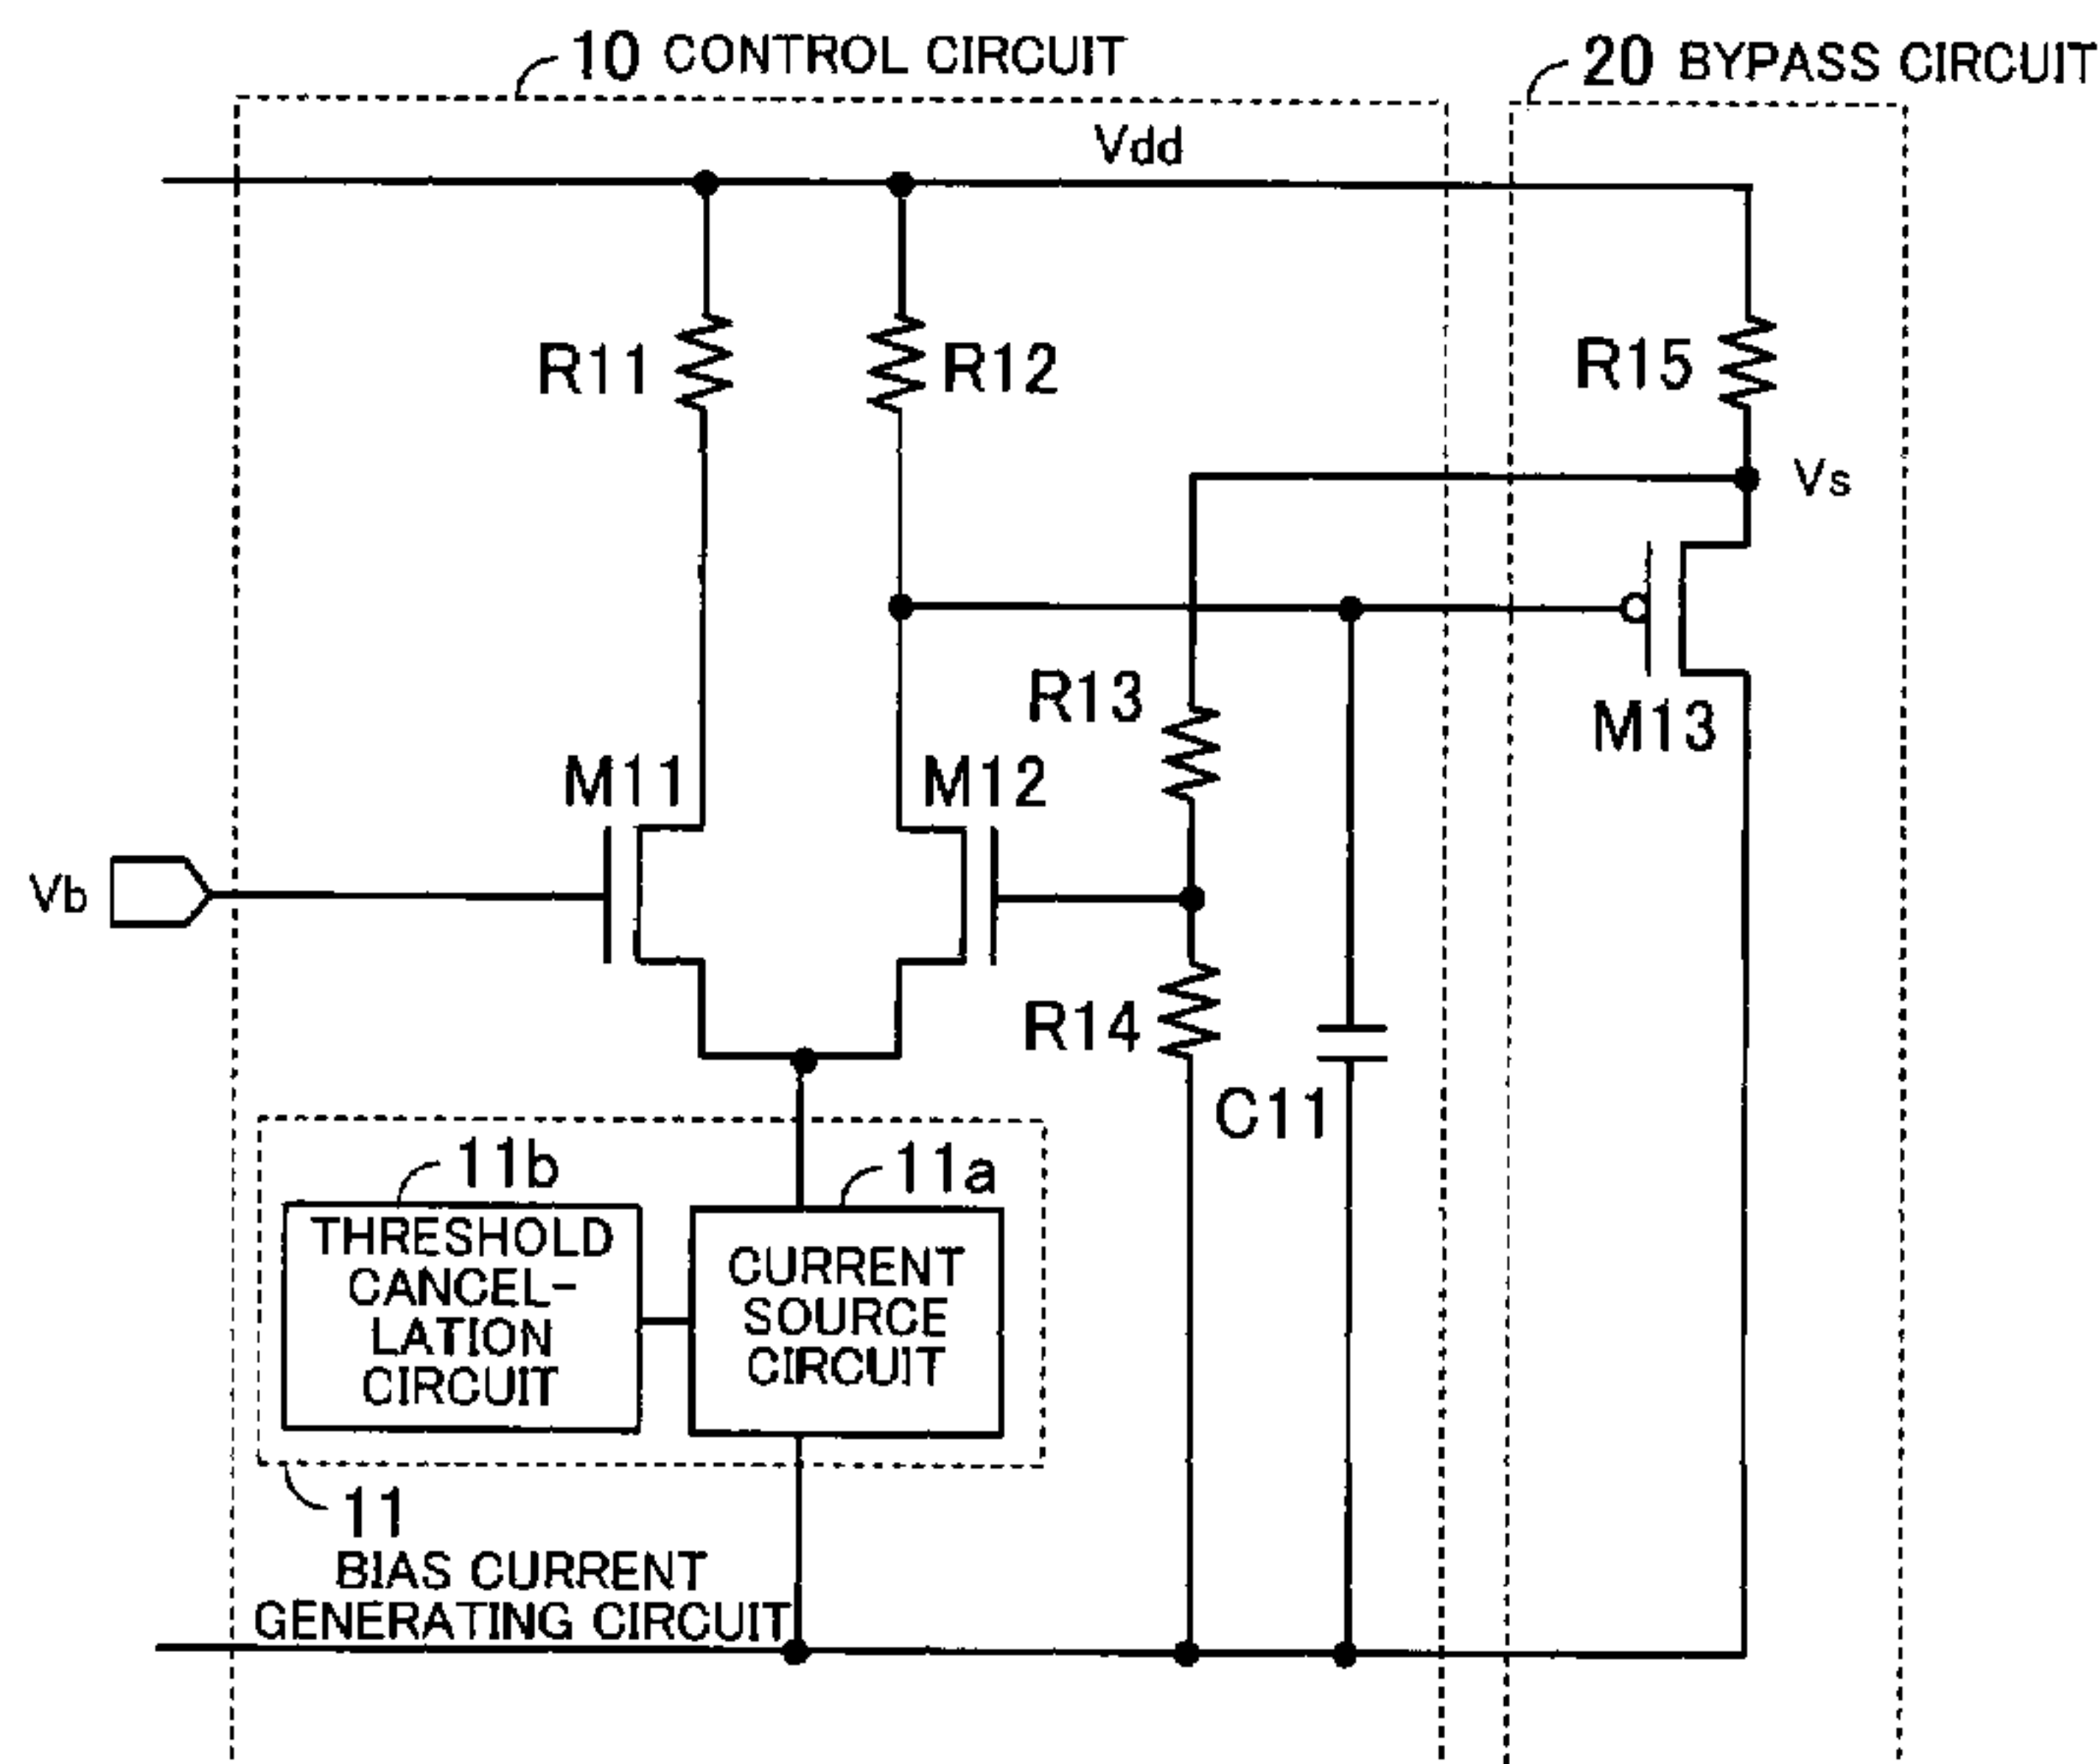 10 CONTROL CIRCUIT
20 BYPASS CIRCUIT
Vdd
R11
R12
R15
Vs
R13
M13
M11
M12
Vb
R14
C11
11b
11a
THRESHOLD
CANCEL-
LATION
CIRCUIT
CURRENT
SOURCE
CIRCUIT
11
BIAS CURRENT
GENERATING CIRCUIT